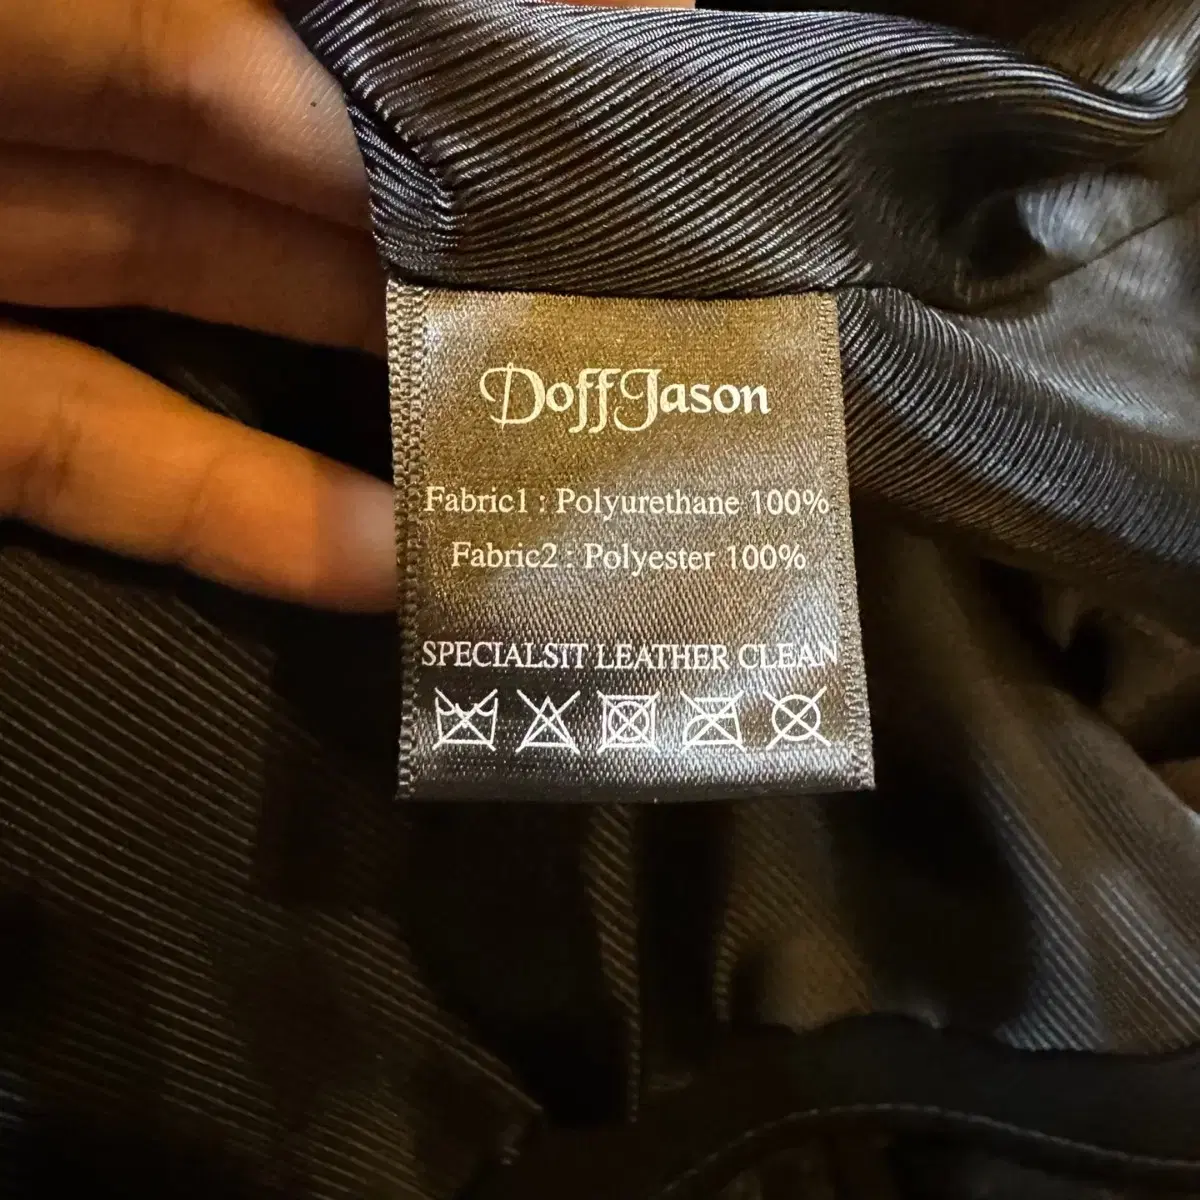 DoffJason
Fabric1 : Polyurethane 100%
Fabric2 : Polyester 100%
SPECIALSIT LEATHER CLEAN